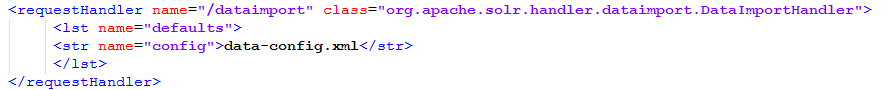 <requestHandler name="/dataimport" class="org.apache.solr.handler.dataimport.DataImportHandler">
<lst name="defaults">
<str name="config">data-config.xml</str>
</lst>
</requestHandler>